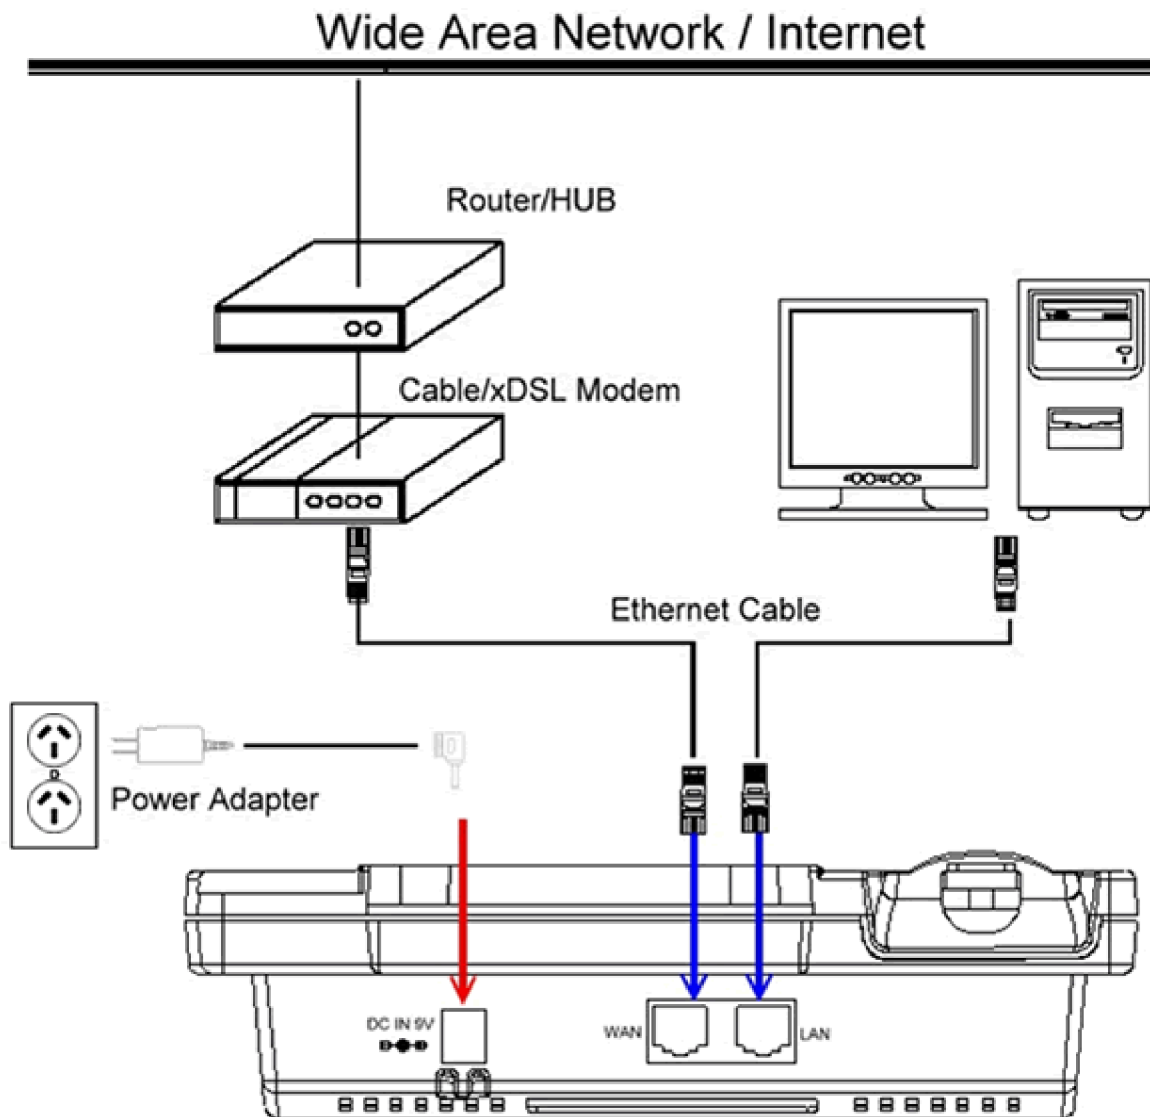 Wide Area Network / Internet
Router/HUB
Cable/xDSL Modem
Ethernet Cable
Power Adapter
DC IN 9V
WAN
LAN